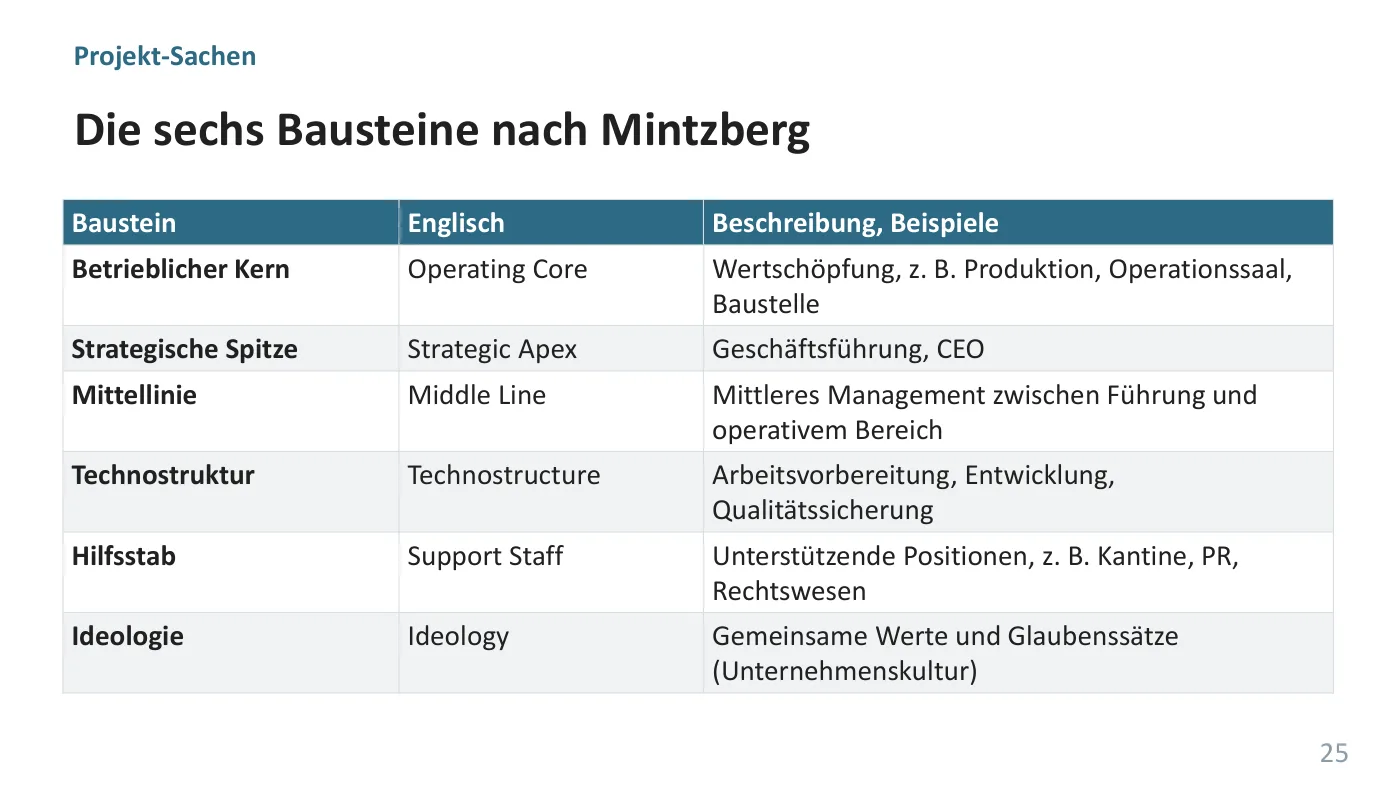 Projekt-Sachen
Die sechs Bausteine nach Mintzberg
Baustein Englisch Beschreibung, Beispiele
Betrieblicher Kern Operating Core Wertschöpfung, z. B. Produktion, Operationssaal,
Baustelle
Strategische Spitze Strategic Apex Geschäftsführung, CEO
Mittellinie Middle Line Mittleres Management zwischen Führung und
operativem Bereich
Technostruktur Technostructure Arbeitsvorbereitung, Entwicklung,
Qualitätssicherung
Hilfsstab Support Staff Unterstützende Positionen, z. B. Kantine, PR,
Rechtswesen
Ideologie Ideology Gemeinsame Werte und Glaubenssätze
(Unternehmenskultur)
25